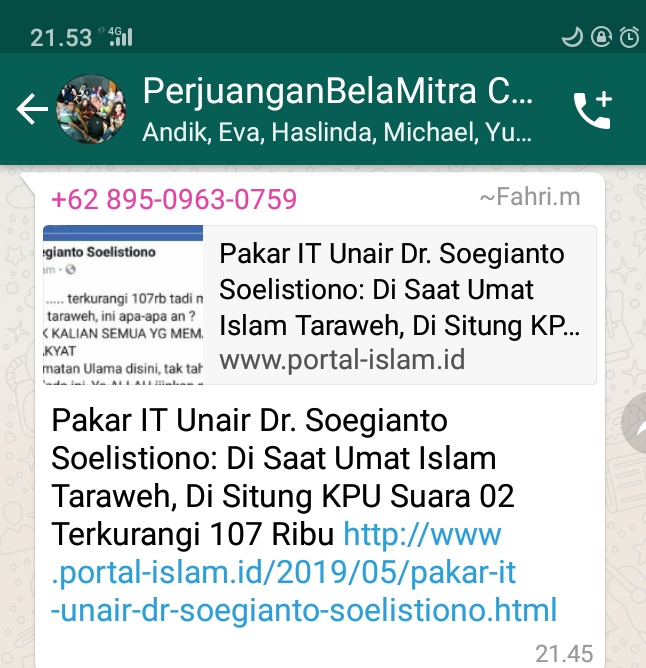 21.53 4G
PerjuanganBelaMitra C...
Andik, Eva, Haslinda, Michael, Yu...
+62 895-0963-0759
~Fahri.m
egianto Soelistiono
..... terkurangi 107rb tadi
taraweh, ini apa-apa an ?
KALIAN SEMUA YG MEM
matan Ulama disini, tak
Pakar IT Unair Dr. Soegianto
Soelistiono: Di Saat Umat
Islam Taraweh, Di Situng KP...
www.portal-islam.id
Pakar IT Unair Dr. Soegianto
Soelistiono: Di Saat Umat Islam
Taraweh, Di Situng KPU Suara 02
Terkurangi 107 Ribu http://www
.portal-islam.id/2019/05/pakar-it
-unair-dr-soegianto-soelistiono.html
21.45